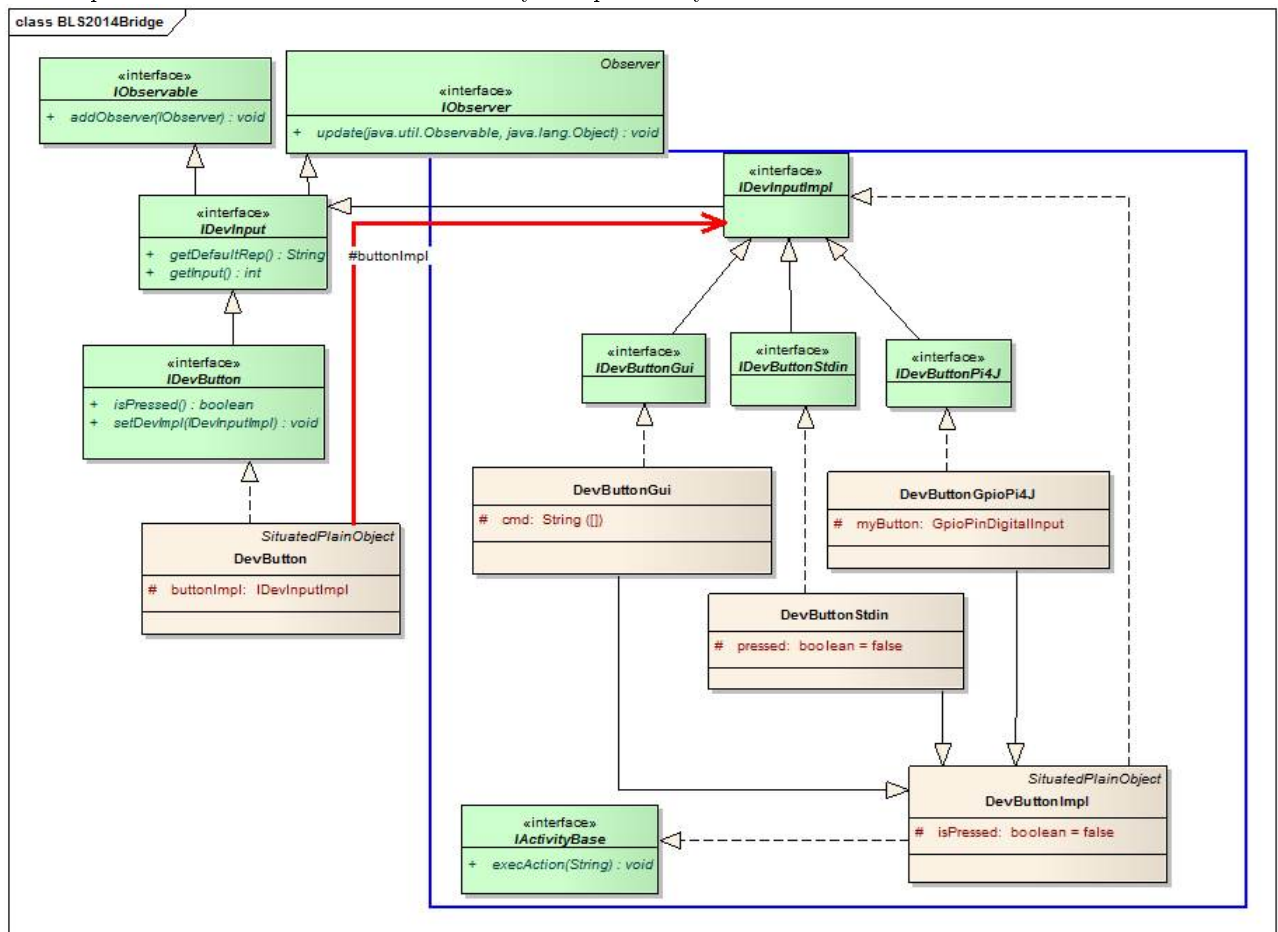 class BLS2014Bridge
«interface»
IObservable
+ addObserver(IObserver) : void
Observer
«interface»
IObserver
+ update(java.util.Observable, java.lang.Object) : void
«interface»
IDevInputImpl
«interface»
IDevInput
+ getDefaultRep() : String
+ getInput() : int
#buttonImpl
«interface»
IDevButton
+ isPressed() : boolean
+ setDevImpl(IDevInputImpl) : void
«interface»
IDevButtonGui
«interface»
IDevButtonStdin
«interface»
IDevButtonPi4J
DevButtonGui
# cmd: String ([])
DevButtonGpioPi4J
# myButton: GpioPinDigitalInput
SituatedPlainObject
DevButton
# buttonImpl: IDevInputImpl
DevButtonStdin
# pressed: boolean = false
SituatedPlainObject
DevButtonImpl
# isPressed: boolean = false
«interface»
IActivityBase
+ execAction(String) : void